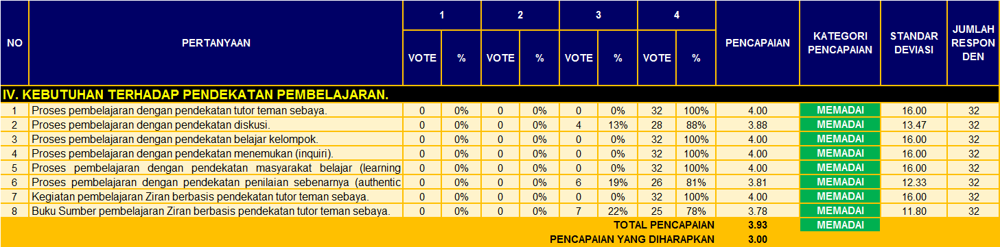 NO PERTANYAAN 1 2 3 4 PENCAPAIAN KATEGORI PENCAPAIAN STANDAR DEVIASI JUMLAH RESPON DEN
VOTE % VOTE % VOTE % VOTE %
IV. KEBUTUHAN TERHADAP PENDEKATAN PEMBELAJARAN.
1 Proses pembelajaran dengan pendekatan tutor teman sebaya. 0 0% 0 0% 0 0% 32 100% 4.00 MEMADAI 16.00 32
2 Proses pembelajaran dengan pendekatan diskusi. 0 0% 0 0% 4 13% 28 88% 3.88 MEMADAI 13.47 32
3 Proses pembelajaran dengan pendekatan belajar kelompok. 0 0% 0 0% 0 0% 32 100% 4.00 MEMADAI 16.00 32
4 Proses pembelajaran dengan pendekatan menemukan (inquiri). 0 0% 0 0% 0 0% 32 100% 4.00 MEMADAI 16.00 32
5 Proses pembelajaran dengan pendekatan masyarakat belajar (learning 0 0% 0 0% 0 0% 32 100% 4.00 MEMADAI 16.00 32
6 Proses pembelajaran dengan pendekatan penilaian sebenarnya (authentic 0 0% 0 0% 6 19% 26 81% 3.81 MEMADAI 12.33 32
7 Kegiatan pembelajaran Ziran berbasis pendekatan tutor teman sebaya. 0 0% 0 0% 0 0% 32 100% 4.00 MEMADAI 16.00 32
8 Buku Sumber pembelajaran Ziran berbasis pendekatan tutor teman sebaya. 0 0% 0 0% 7 22% 25 78% 3.78 MEMADAI 11.80 32
TOTAL PENCAPAIAN 3.93 MEMADAI
PENCAPAIAN YANG DIHARAPKAN 3.00